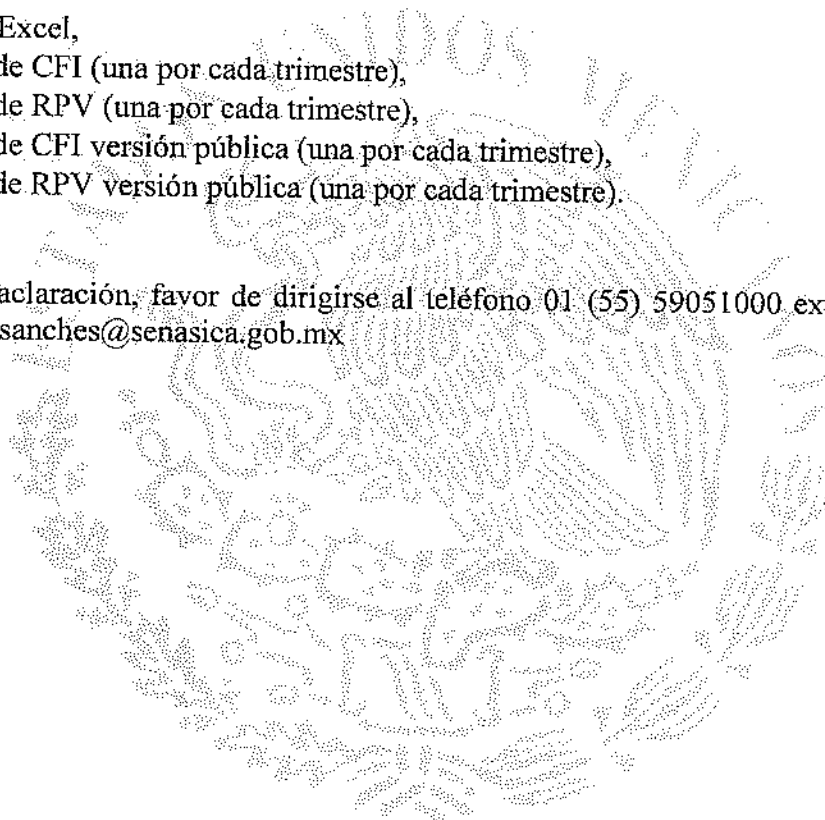 Excel,
de CFI (una por cada trimestre),
de RPV (una por cada trimestre),
de CFI versión pública (una por cada trimestre),
de RPV versión pública (una por cada trimestre).
aclaración, favor de dirigirse al teléfono 01 (55) 59051000 ex
sanches@senasica.gob.mx